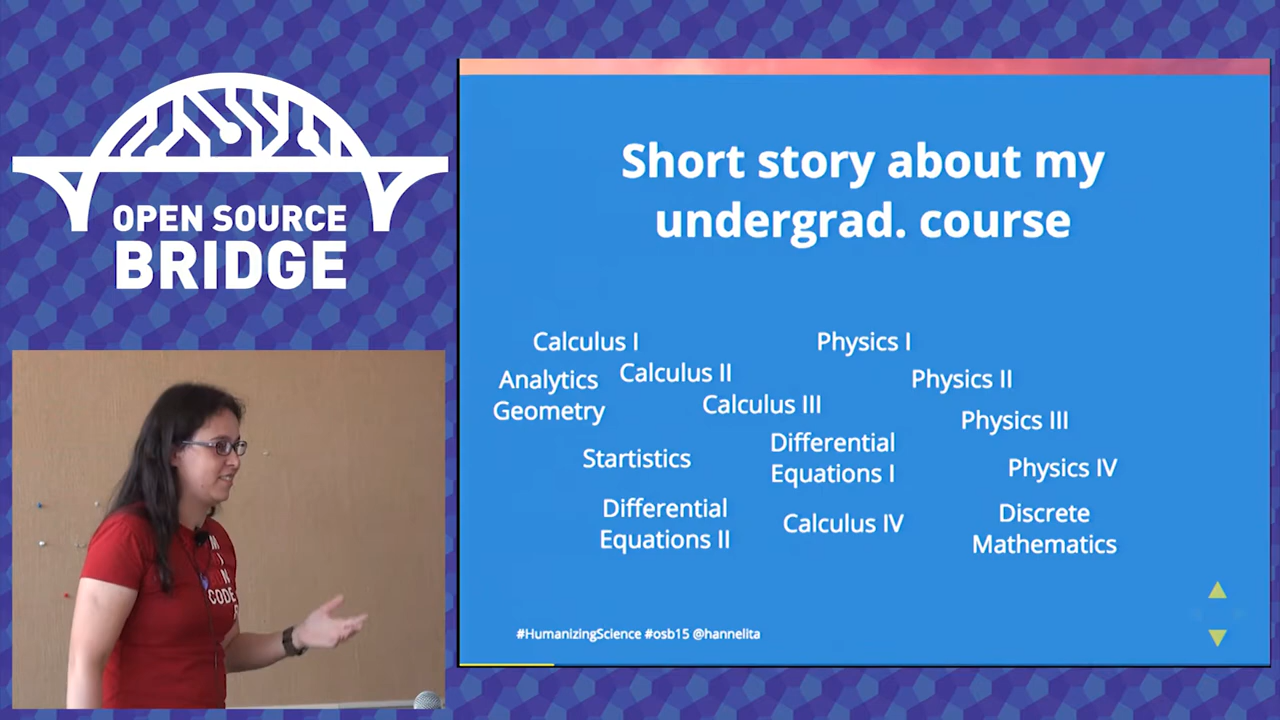 OPEN SOURCE
BRIDGE
Short story about my
undergrad. course
Calculus I
Physics I
Analytics
Geometry
Calculus II
Physics II
Calculus III
Physics III
Startistics
Differential
Equations I
Physics IV
Differential
Equations II
Calculus IV
Discrete
Mathematics
#HumanizingScience #osb15 @hannelita
CODE